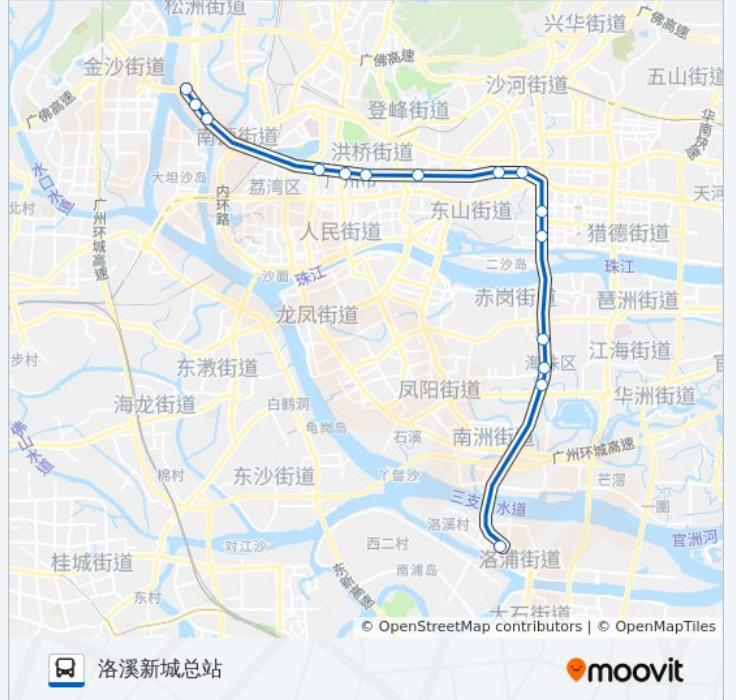 松洲街道
兴华街道
广佛高速
广佛高速
金沙街道
沙河街道
五山街道
广佛高速
登峰街道
华南快速
南源街道
洪桥街道
水口水道
大坦沙岛
内环路
荔湾区
广州市
天河
北村
广州环城高速
东山街道
人民街道
猎德街道
沙面
珠江
二沙岛
珠江
赤岗街道
琶洲街道
龙凤街道
步村
东漖街道
海珠区
江海街道
官
海龙街道
白鹤洞
凤阳街道
华洲街道
佛山水道
龟岗岛
石溪
南洲街道
广州环城高速
棉村
东沙街道
丫髻沙
芒滘
三支香水道
一圍
洛溪村
官洲河
桂城街道
对江沙
西二村
洛浦街道
南浦岛
东新高速
东村
大石街道
© OpenStreetMap contributors | © OpenMapTiles
洛溪新城总站
moovit